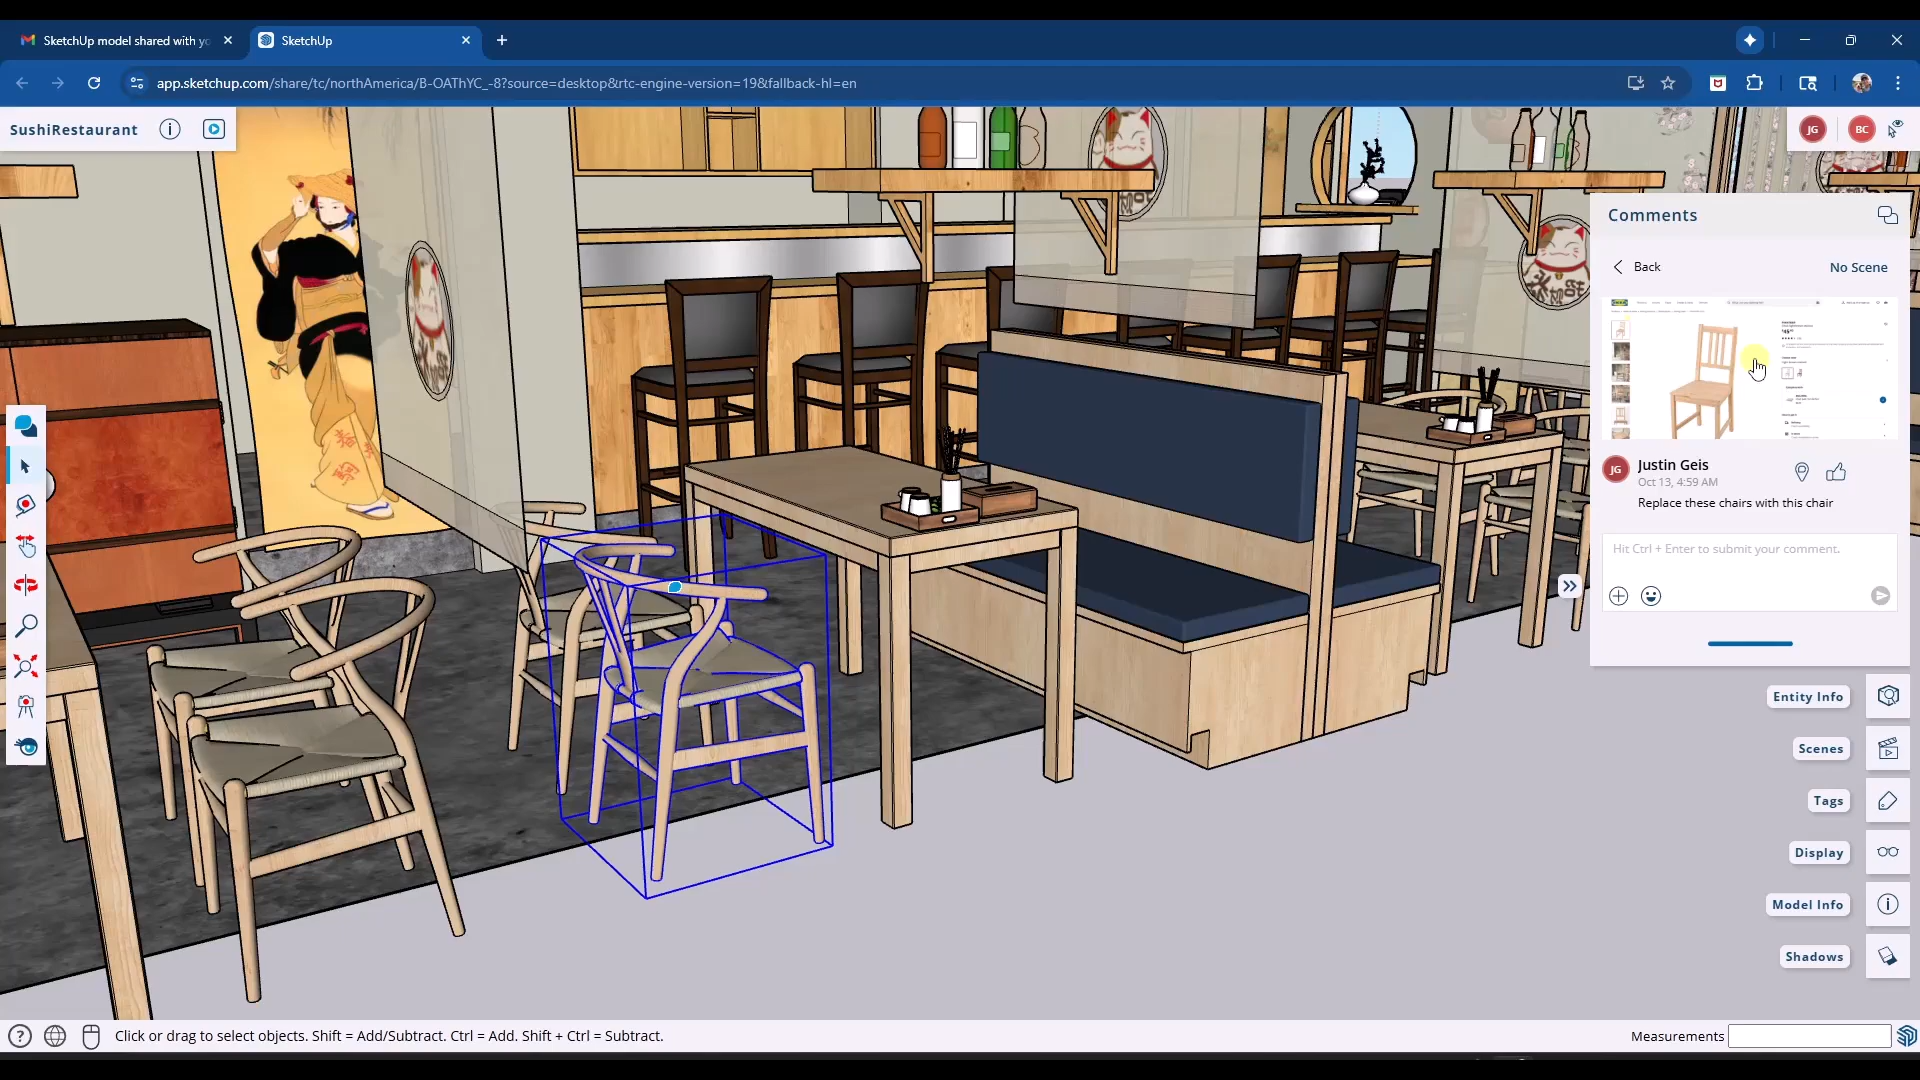 SketchUp model shared with yo
SketchUp
app.sketchup.com/share/tc/northAmerica/B-OAThYC_-8?source=desktop&rtc-engine-version=19&fallback-hl=en
SushiRestaurant
JG
BC
Comments
Back
No Scene
JG
Justin Geis
Oct 13, 4:59 AM
Replace these chairs with this chair
Hit Ctrl + Enter to submit your comment.
Entity Info
Scenes
Tags
Display
Model Info
Shadows
Click or drag to select objects. Shift = Add/Subtract. Ctrl = Add. Shift + Ctrl = Subtract.
Measurements